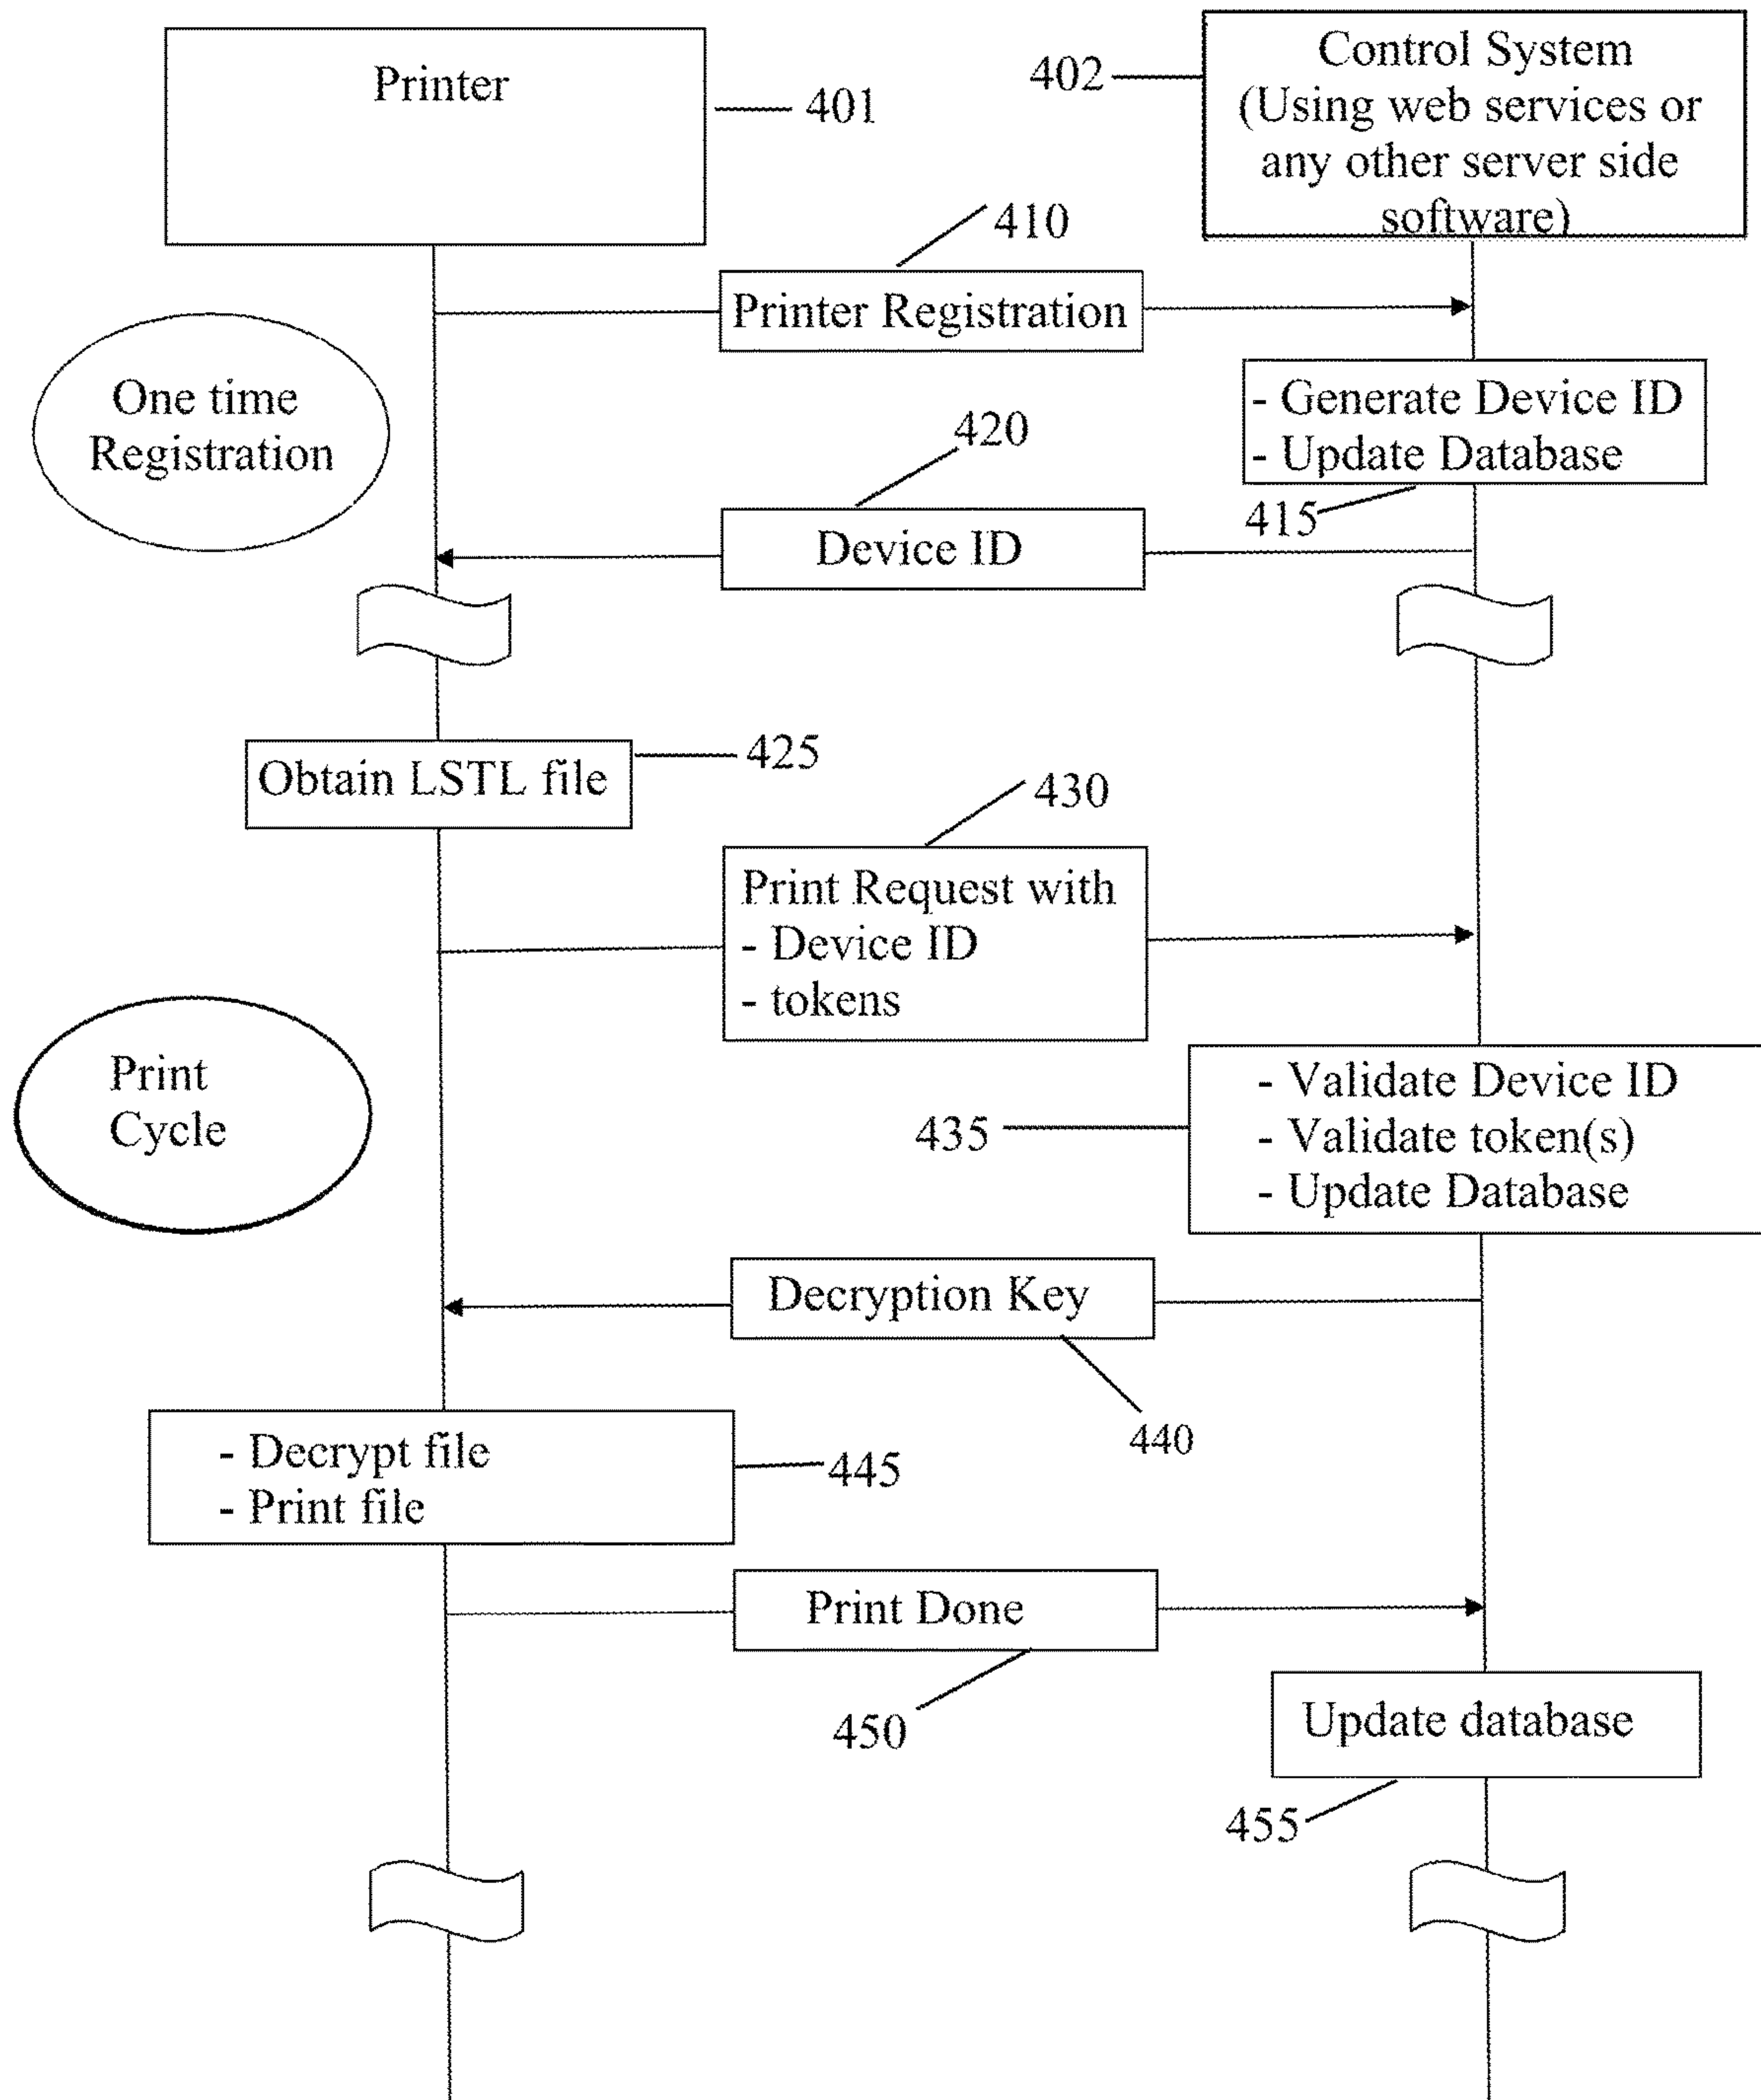 Printer
401
402
Control System
(Using web services or
any other server side
software)
410
Printer Registration
One time
Registration
- Generate Device ID
- Update Database
415
420
Device ID
Obtain LSTL file
425
430
Print Request with
- Device ID
- tokens
Print
Cycle
435
- Validate Device ID
- Validate token(s)
- Update Database
Decryption Key
440
- Decrypt file
- Print file
445
Print Done
450
Update database
455